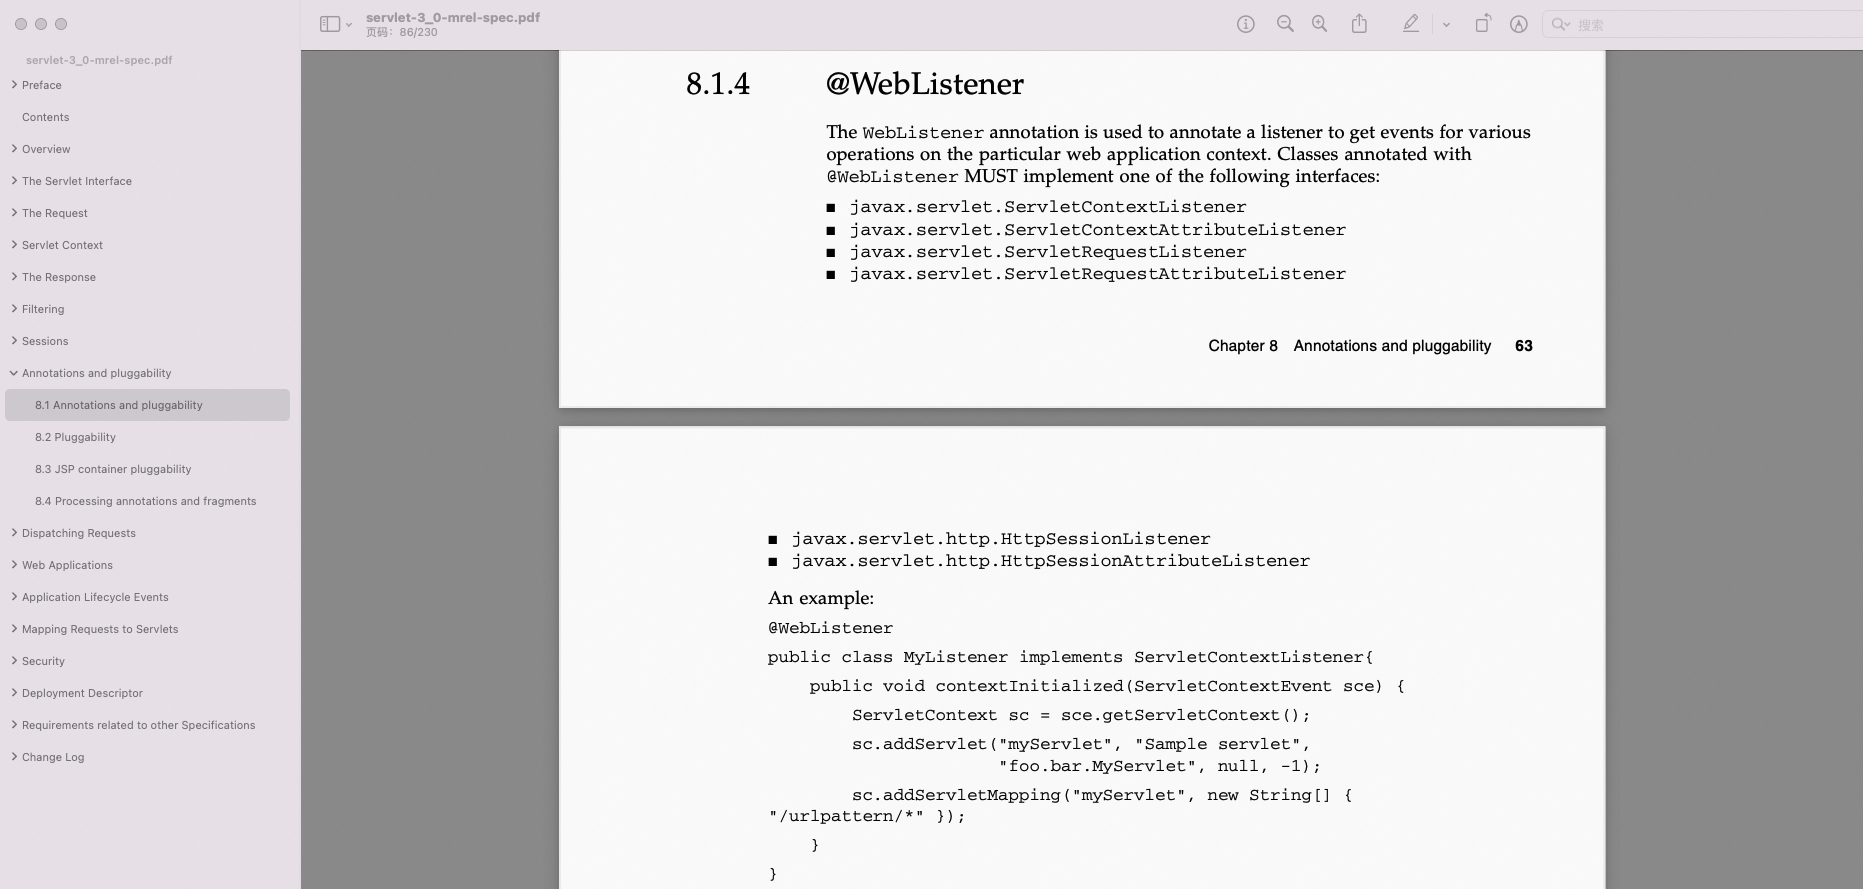 servlet-3_0-mrel-spec.pdf
Preface
Contents
Overview
The Servlet Interface
The Request
Servlet Context
The Response
Filtering
Sessions
Annotations and pluggability
8.1 Annotations and pluggability
8.2 Pluggability
8.3 JSP container pluggability
8.4 Processing annotations and fragments
Dispatching Requests
Web Applications
Application Lifecycle Events
Mapping Requests to Servlets
Security
Deployment Descriptor
Requirements related to other Specifications
Change Log
servlet-3_0-mrel-spec.pdf
页码：86/230
搜索
8.1.4 @WebListener
The WebListener annotation is used to annotate a listener to get events for various
operations on the particular web application context. Classes annotated with
@WebListener MUST implement one of the following interfaces:
■ javax.servlet.ServletContextListener
■ javax.servlet.ServletContextAttributeListener
■ javax.servlet.ServletRequestListener
■ javax.servlet.ServletRequestAttributeListener
Chapter 8 Annotations and pluggability 63
■ javax.servlet.http.HttpSessionListener
■ javax.servlet.http.HttpSessionAttributeListener
An example:
@WebListener
public class MyListener implements ServletContextListener{
public void contextInitialized(ServletContextEvent sce) {
ServletContext sc = sce.getServletContext();
sc.addServlet("myServlet", "Sample servlet",
"foo.bar.MyServlet", null, -1);
sc.addServletMapping("myServlet", new String[] {
"/urlpattern/*" });
}
}